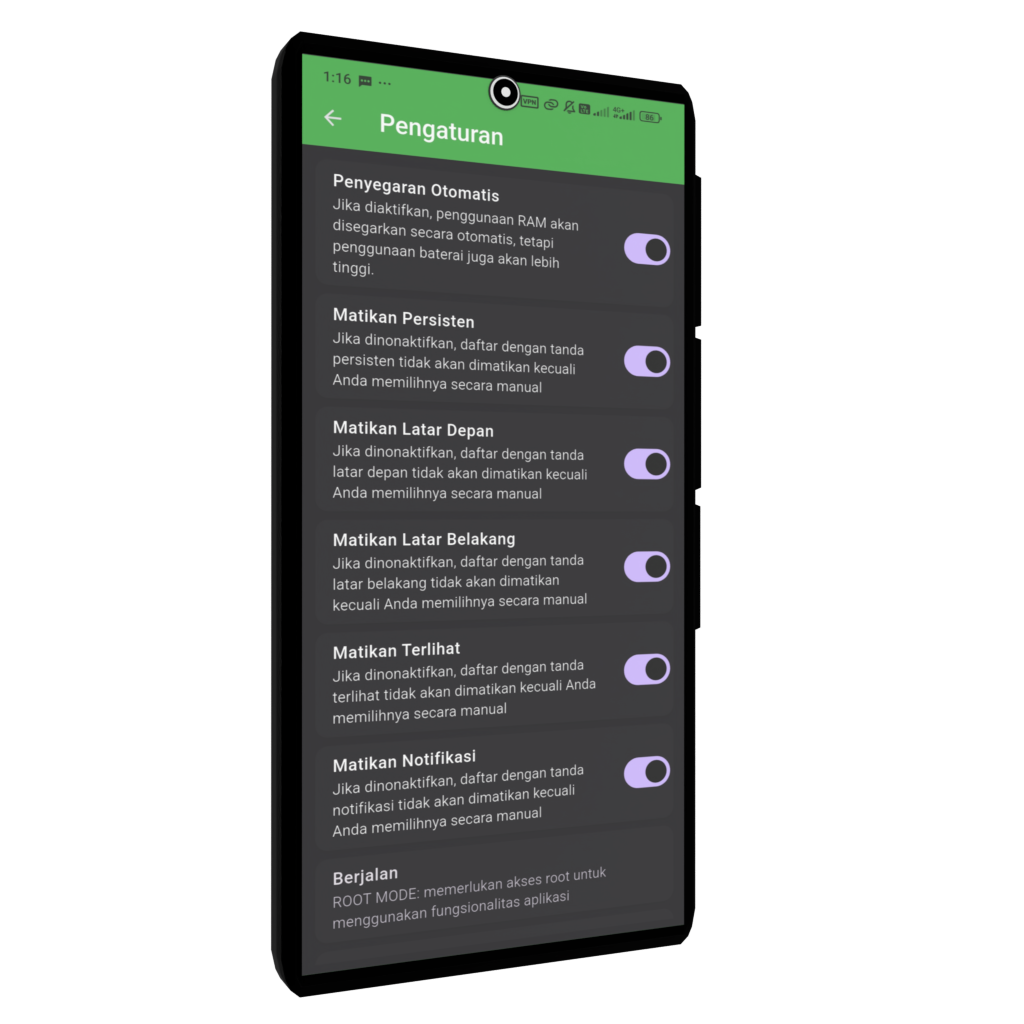 1:16
VPN 4G+ 86
Pengaturan
Penyegaran Otomatis
Jika diaktifkan, penggunaan RAM akan
disegarkan secara otomatis, tetapi
penggunaan baterai juga akan lebih
tinggi.
Matikan Persisten
Jika dinonaktifkan, daftar dengan tanda
persisten tidak akan dimatikan kecuali
Anda memilihnya secara manual
Matikan Latar Depan
Jika dinonaktifkan, daftar dengan tanda
latar depan tidak akan dimatikan kecuali
Anda memilihnya secara manual
Matikan Latar Belakang
Jika dinonaktifkan, daftar dengan tanda
latar belakang tidak akan dimatikan
kecuali Anda memilihnya secara manual
Matikan Terlihat
Jika dinonaktifkan, daftar dengan tanda
terlihat tidak akan dimatikan kecuali Anda
memilihnya secara manual
Matikan Notifikasi
Jika dinonaktifkan, daftar dengan tanda
notifikasi tidak akan dimatikan kecuali
Anda memilihnya secara manual
Berjalan
ROOT MODE: memerlukan akses root untuk
menggunakan fungsionalitas aplikasi